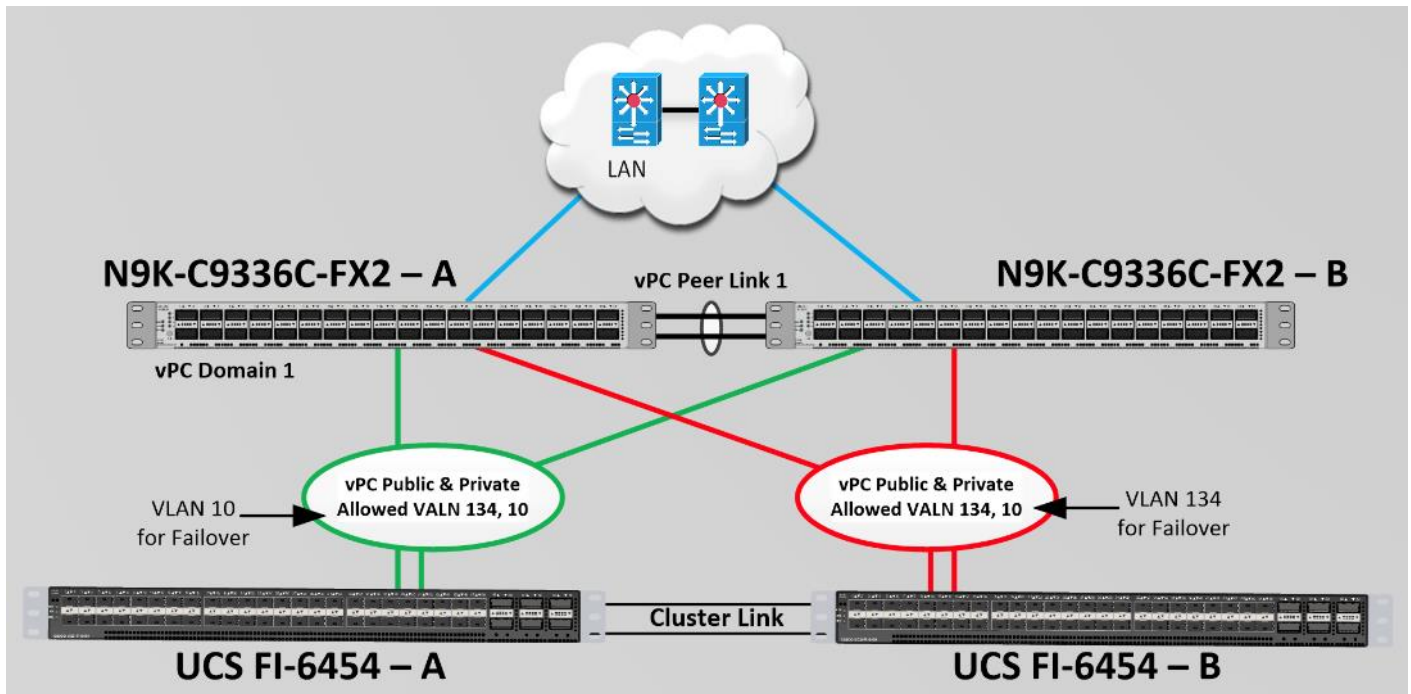 LAN
N9K-C9336C-FX2 – A
vPC Peer Link 1
N9K-C9336C-FX2 – B
vPC Domain 1
vPC Public & Private
Allowed VALN 134, 10
vPC Public & Private
Allowed VALN 134, 10
VLAN 10
for Failover
VLAN 134
for Failover
Cluster Link
UCS FI-6454 – A
UCS FI-6454 – B